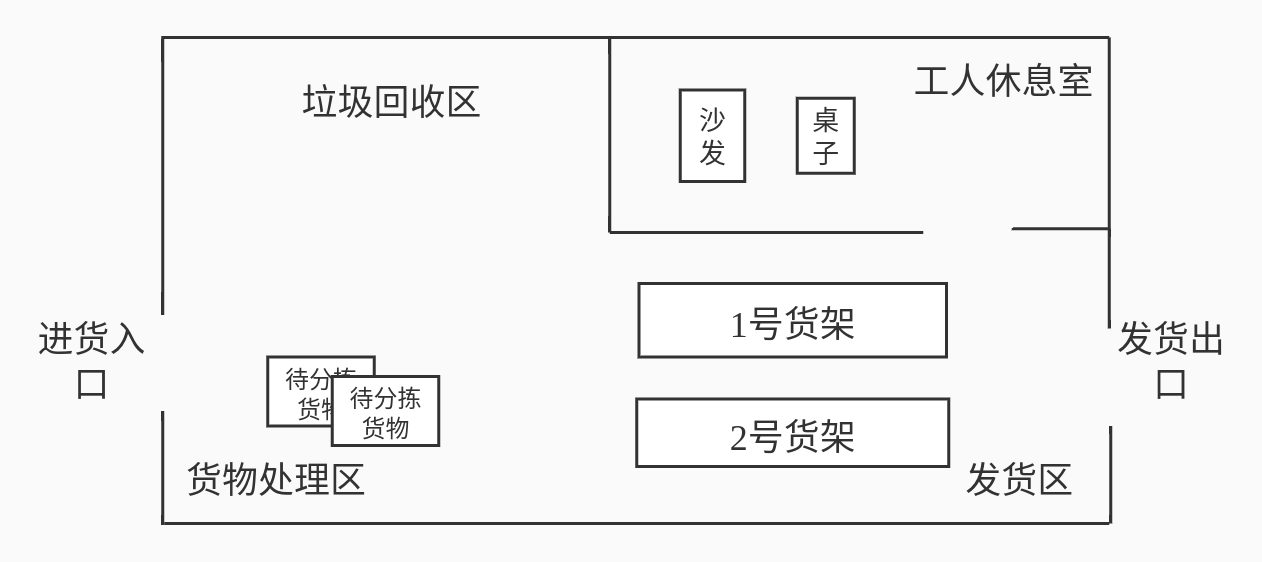 工人休息室
垃圾回收区
沙
发
桌
子
1号货架
进货入
口
发货出
口
待分拣
货物
待分拣
货物
2号货架
货物处理区
发货区